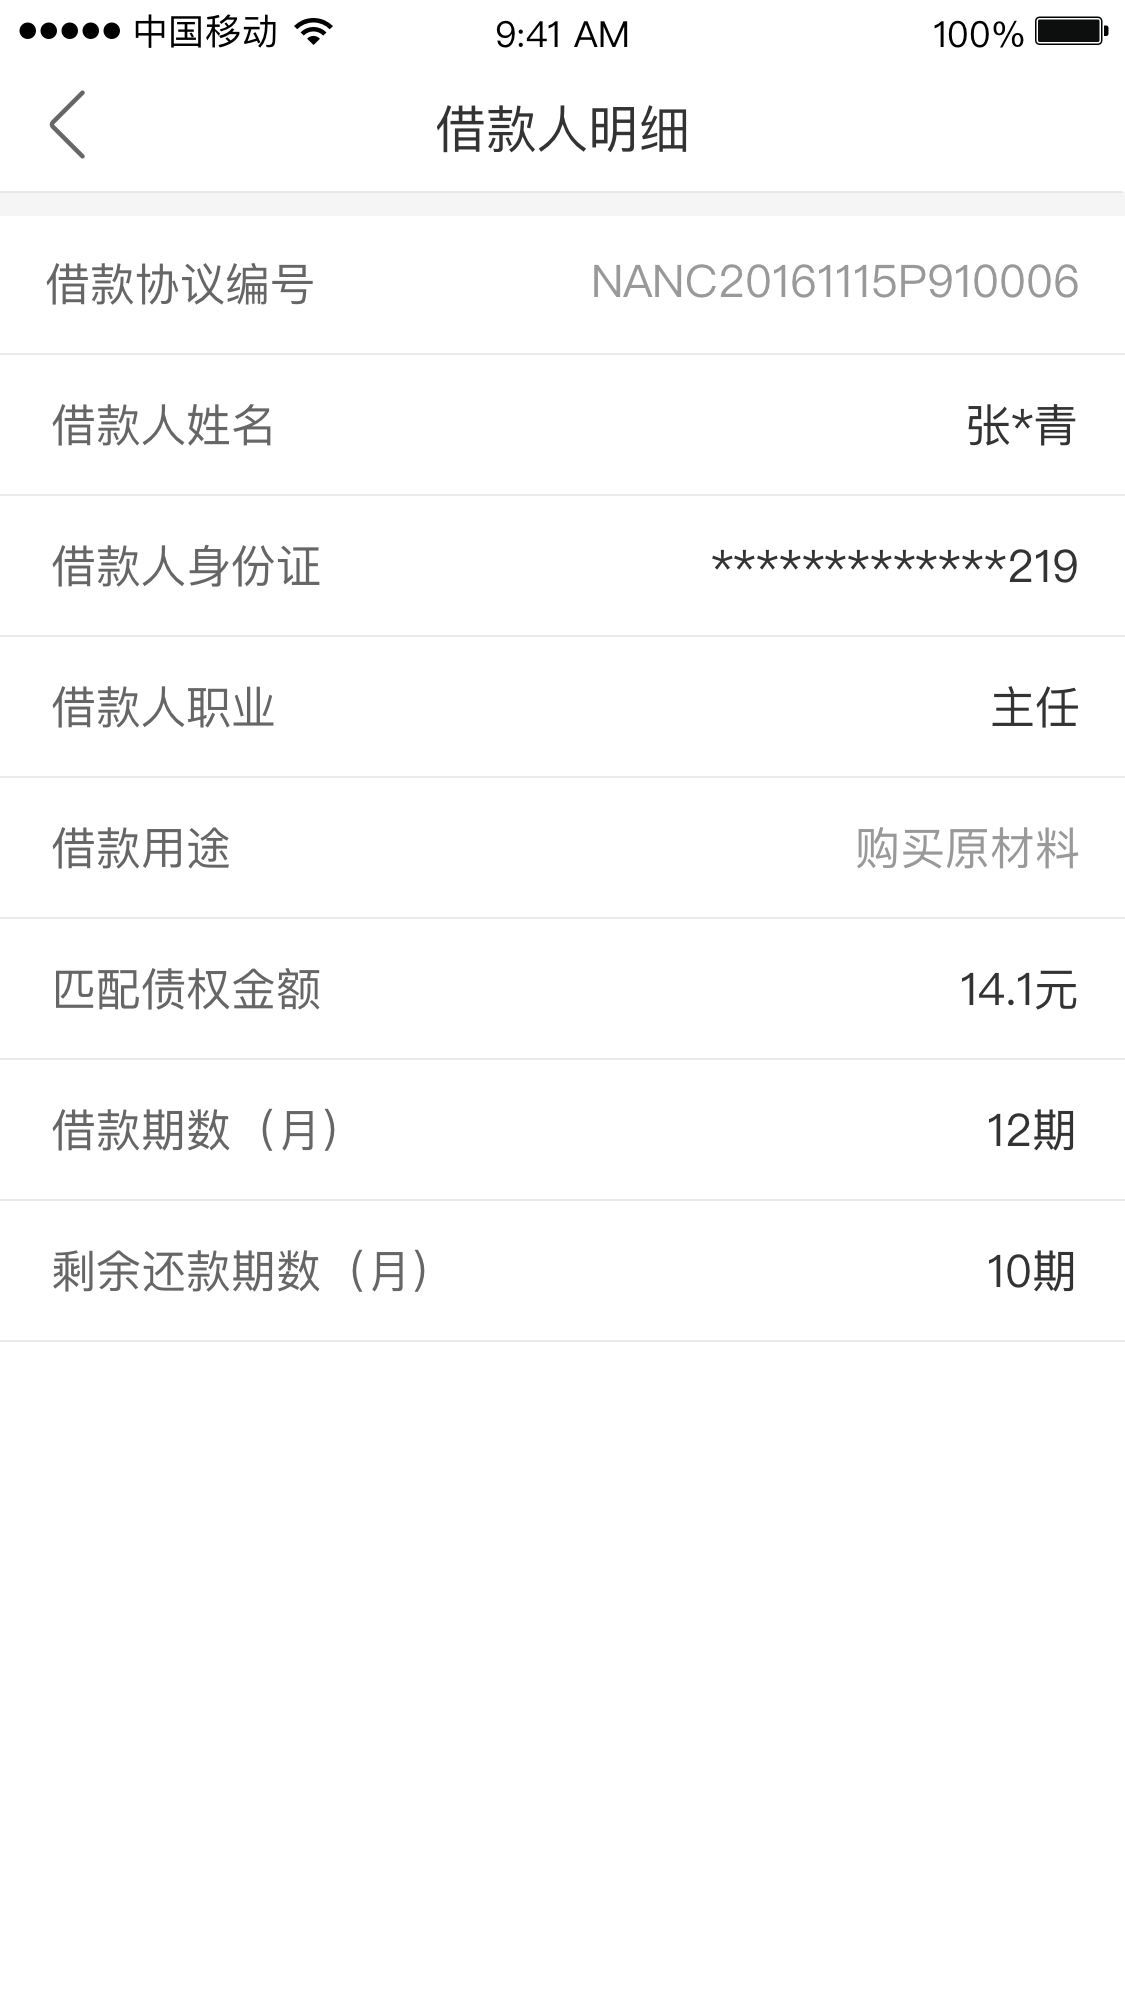 中国移动 9:41 AM 100%
借款人明细
借款协议编号 NANC20161115P910006
借款人姓名 张*青
借款人身份证 *************219
借款人职业 主任
借款用途 购买原材料
匹配债权金额 14.1元
借款期数（月） 12期
剩余还款期数（月） 10期